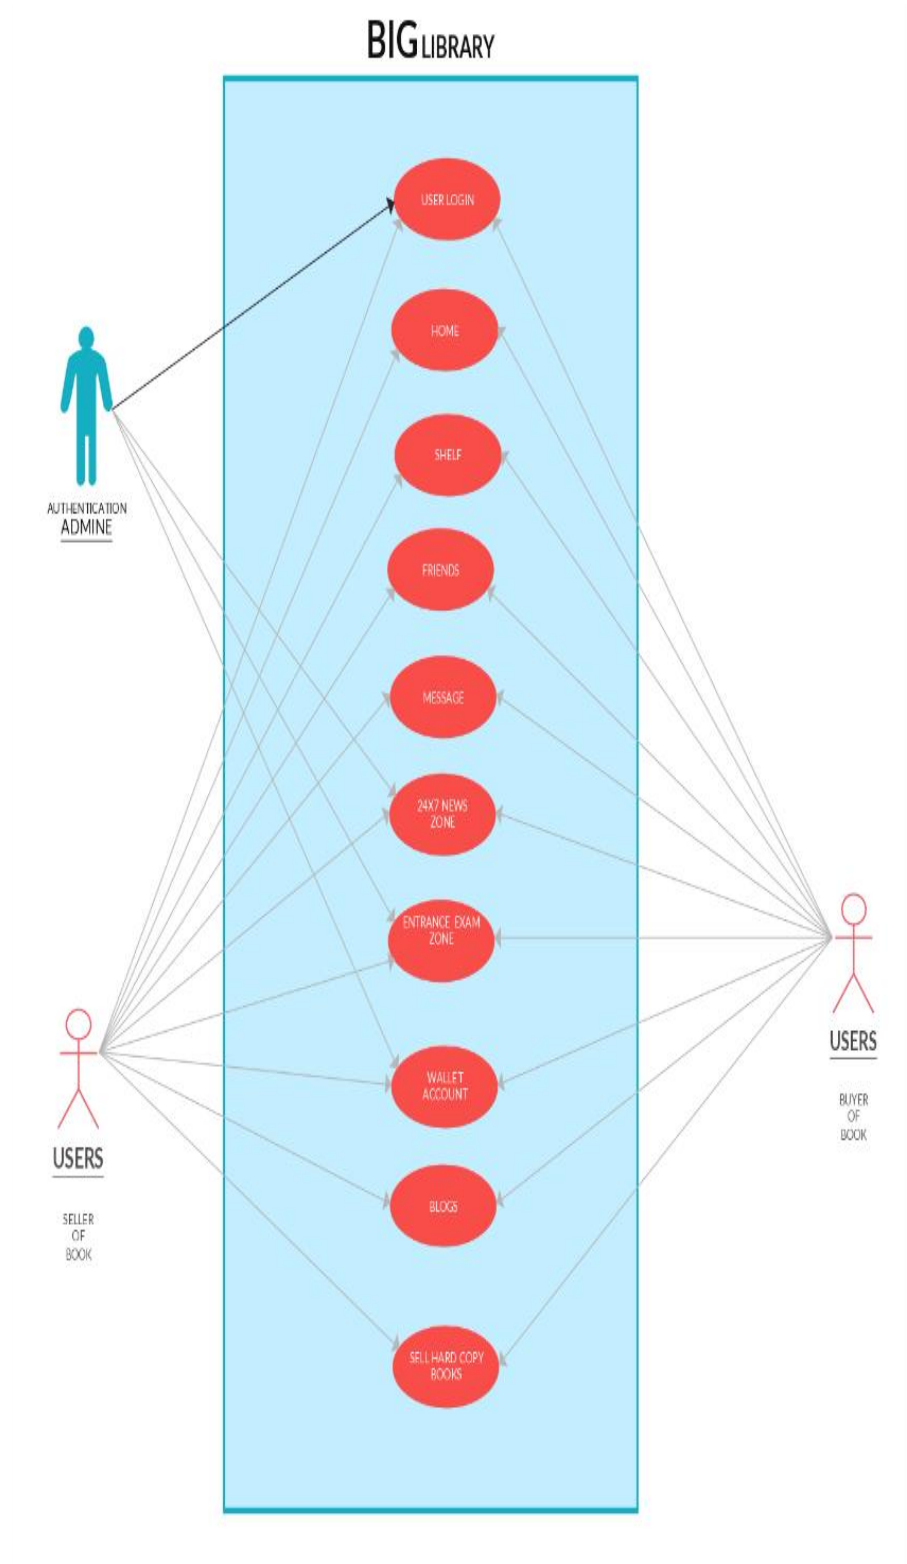 BIG LIBRARY
USER LOGIN
HOME
SHELF
AUTHENTICATION
ADMINE
FRIENDS
MESSAGE
24X7 NEWS
ZONE
ENTRANCE EXAM
ZONE
WALLET
ACCOUNT
BLOGS
SELL HARD COPY
BOOKS
USERS
SELLER
OF
BOOK
USERS
BUYER
OF
BOOK